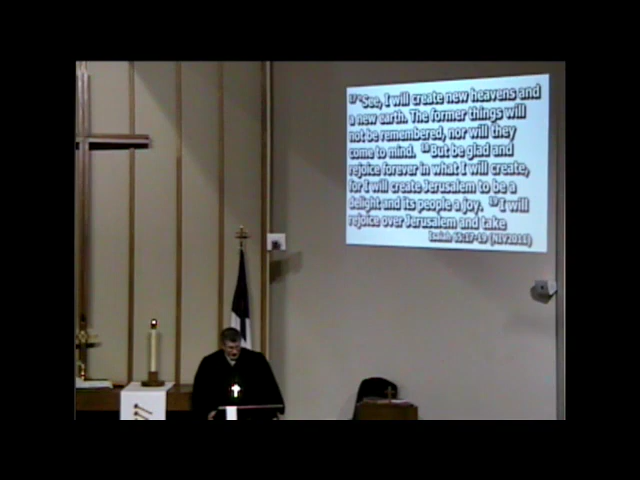 17 "See, I will create new heavens and
a new earth. The former things will
not be remembered, nor will they
come to mind. 18 But be glad and
rejoice forever in what I will create,
for I will create Jerusalem to be a
delight and its people a joy. 19 I will
rejoice over Jerusalem and take
Isaiah 65:17-19 (NIV2011)